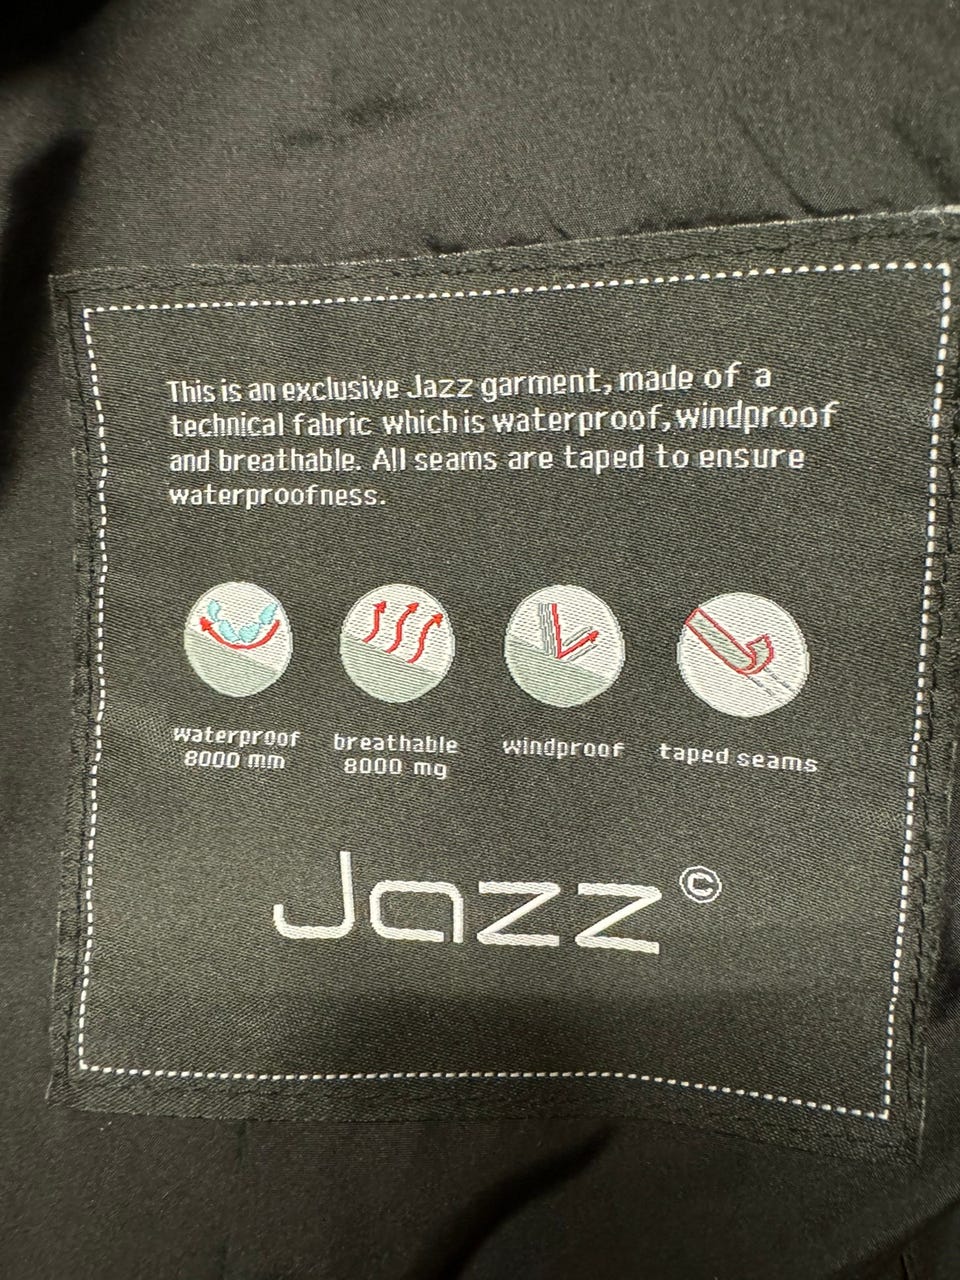 This is an exclusive Jazz garment, made of a
technical fabric which is waterproof, windproof
and breathable. All seams are taped to ensure
waterproofness.
waterproof
8000 mm
breathable
8000 mg
windproof
taped seams
Jazz©